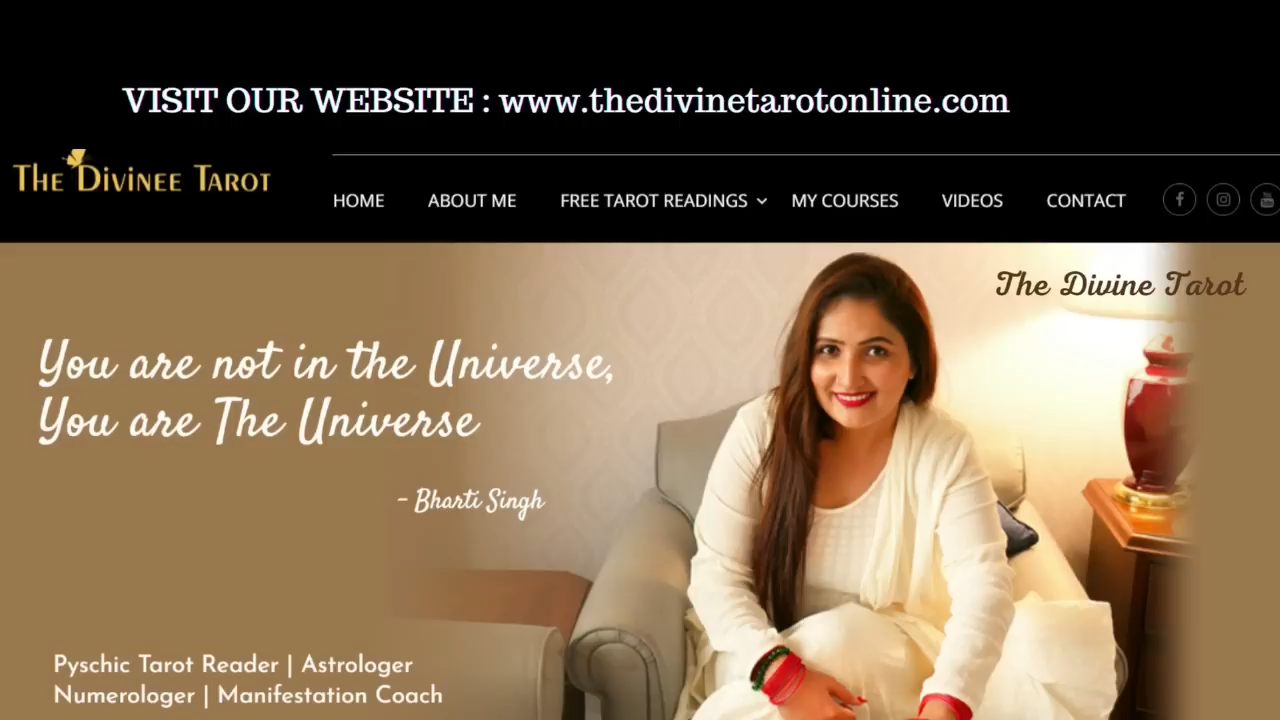 VISIT OUR WEBSITE : www.thedivinetarotonline.com
THE DIVINEE TAROT
HOME ABOUT ME FREE TAROT READINGS MY COURSES VIDEOS CONTACT
The Divine Tarot
You are not in the Universe,
You are The Universe
- Bharti Singh
Pyschic Tarot Reader | Astrologer
Numerologer | Manifestation Coach